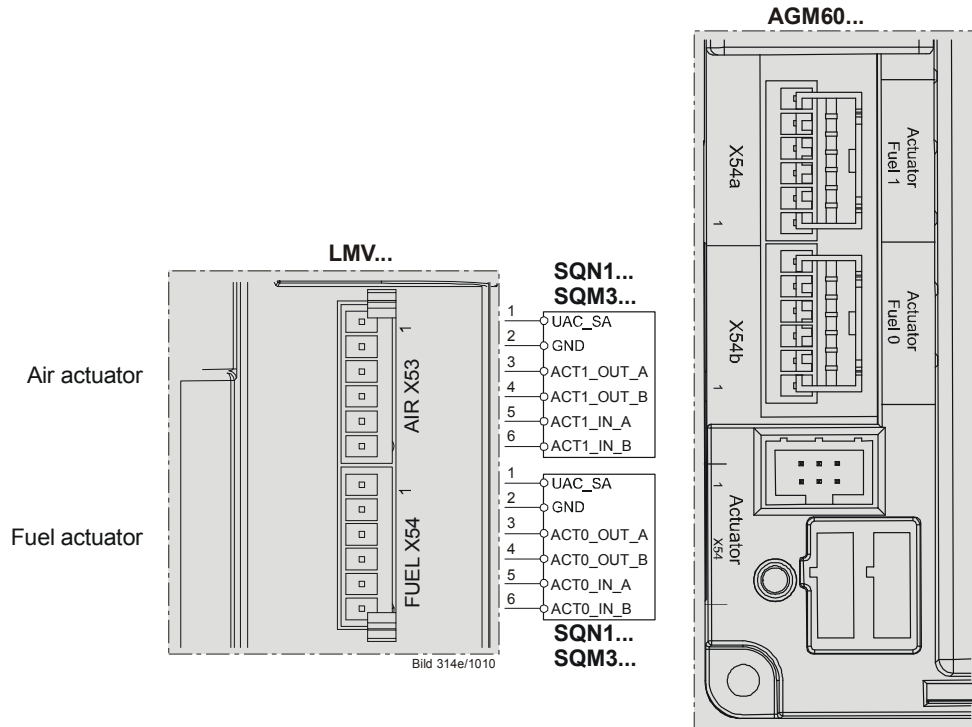 AGM60...
X54a
1
Actuator
Fuel 1
X54b
1
Actuator
Fuel 0
1
Actuator
X54
LMV...
Air actuator
Fuel actuator
1
AIR X53
1
FUEL X54
SQN1...
SQM3...
1 UAC_SA
2 GND
3 ACT1_OUT_A
4 ACT1_OUT_B
5 ACT1_IN_A
6 ACT1_IN_B
1 UAC_SA
2 GND
3 ACT0_OUT_A
4 ACT0_OUT_B
5 ACT0_IN_A
6 ACT0_IN_B
SQN1...
SQM3...
Bild 314e/1010